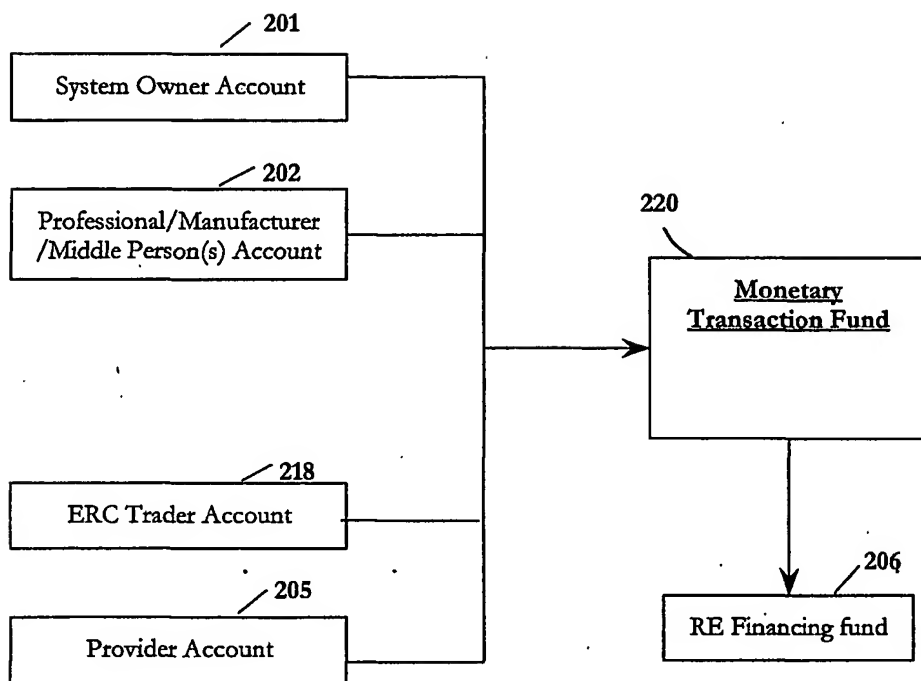 201
System Owner Account
202
Professional/Manufacturer
/Middle Person(s) Account
220
Monetary
Transaction Fund
218
ERC Trader Account
205
Provider Account
206
RE Financing fund